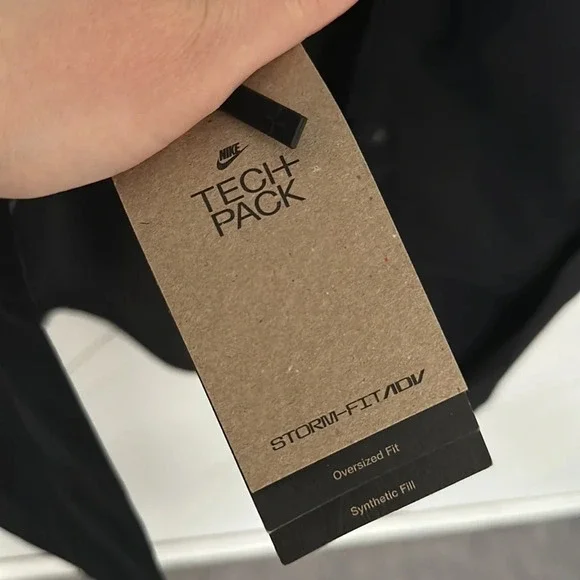 NIKE
TECH
PACK
STORM-FIT ADV
Oversized Fit
Synthetic Fill